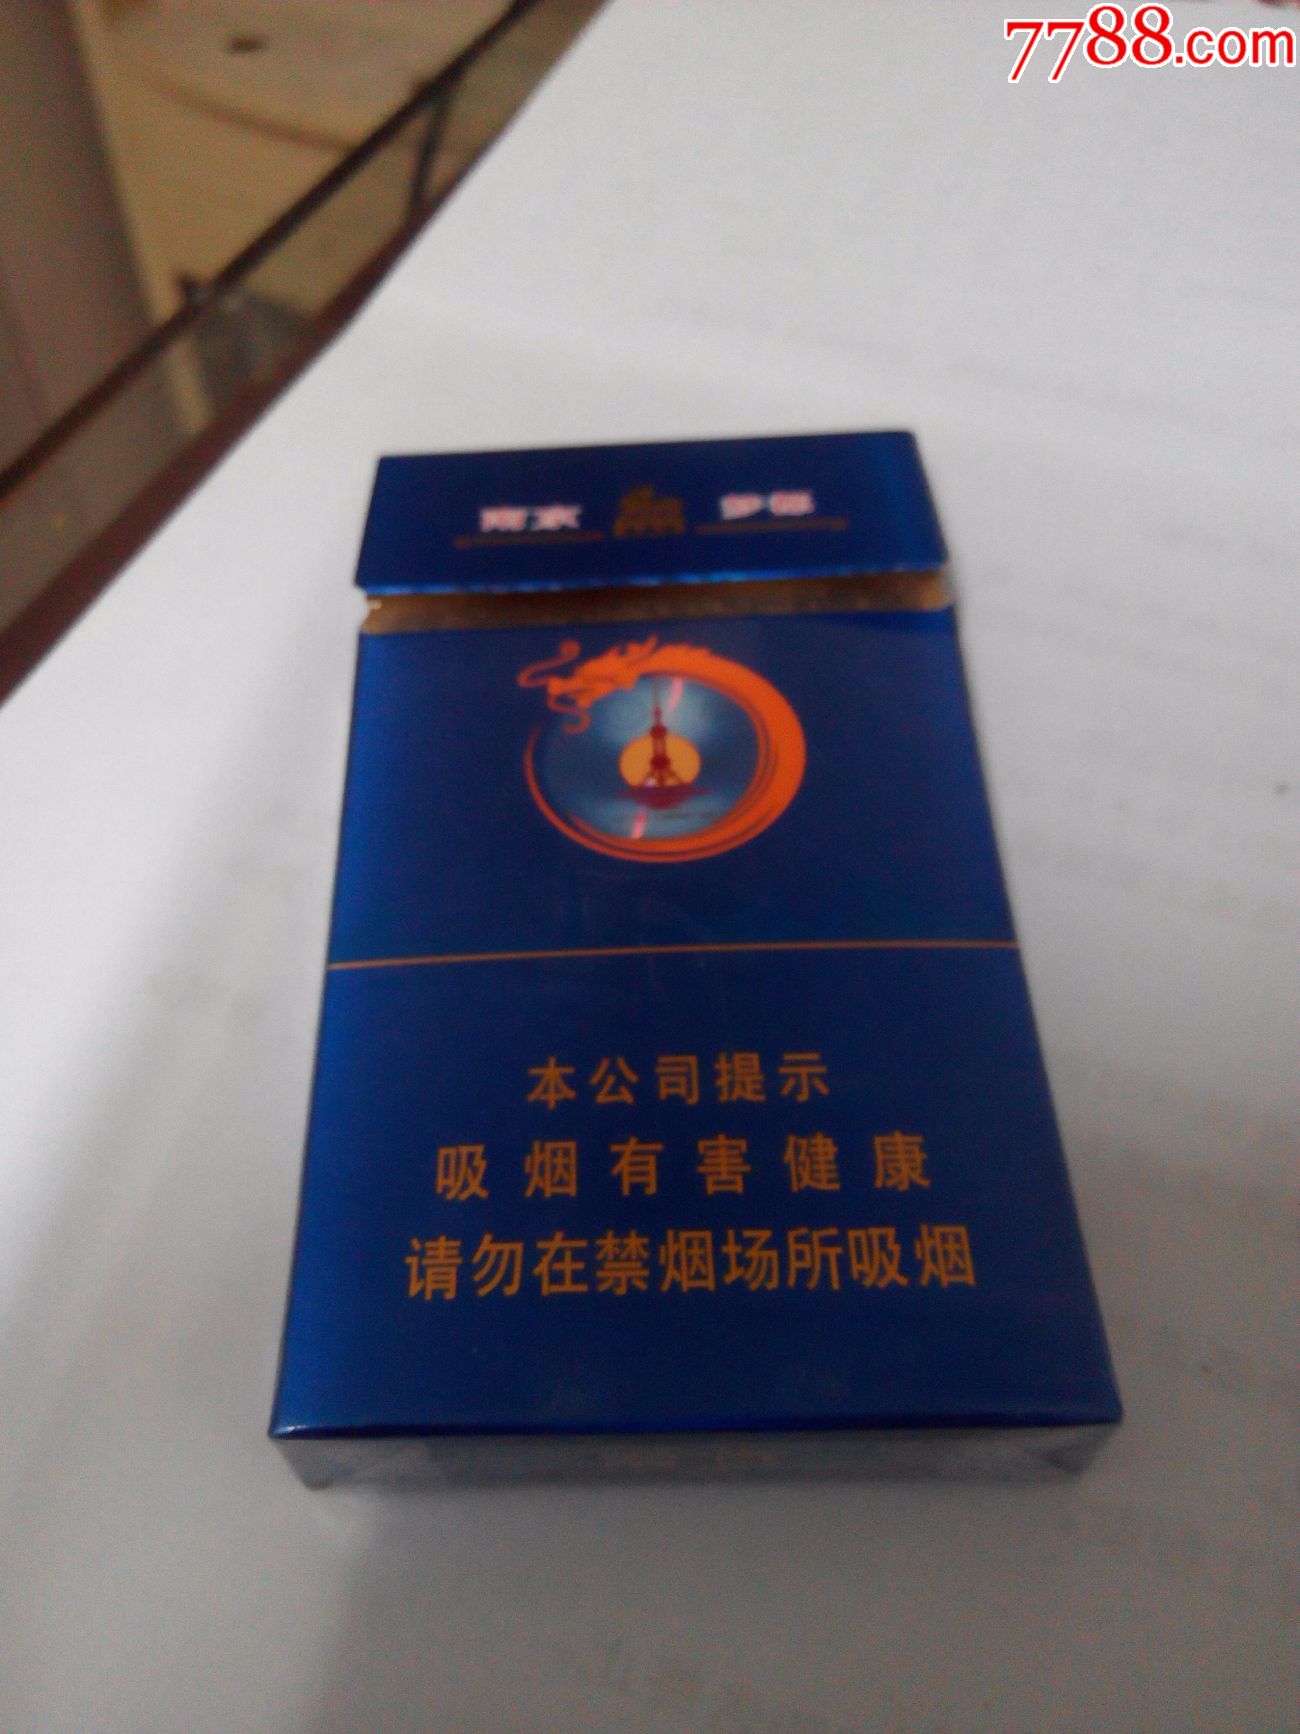 7788.com
南京 梦都
本公司提示
吸烟有害健康
请勿在禁烟场所吸烟